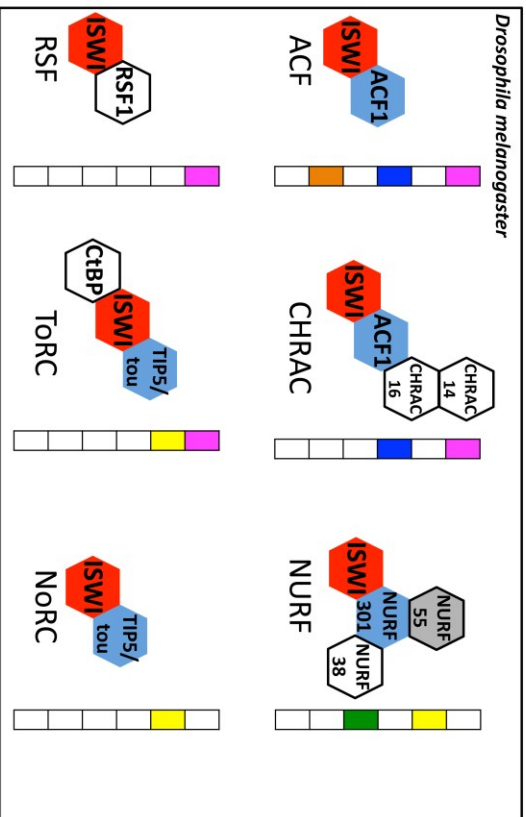 Drosophila melanogaster
ISWI
ACF1
ACF
ISWI
ACF1
CHRAC
16
CHRAC
14
CHRAC
ISWI
NURF
301
NURF
55
NURF
38
NURF
ISWI
RSF1
RSF
CtBP
ISWI
TIP5/
tou
ToRC
ISWI
TIP5/
tou
NoRC